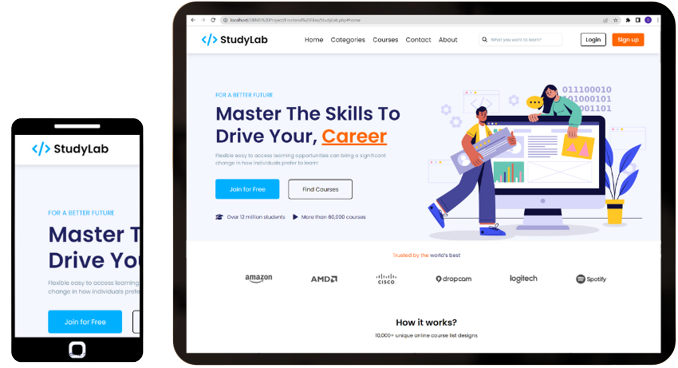 StudyLab
FOR A BETTER FUTURE
Master T
Drive Yo
Flexible easy to access learning
change in how individuals prefe
Join for Free
StudyLab
Home Categories Courses Contact About
What you want to learn?
Login
Sign up
FOR A BETTER FUTURE
Master The Skills To
Drive Your, Career
Flexible easy to access learning opportunities can bring a significant
change in how individuals prefer to learn!
Join for Free
Find Courses
Over 12 million students
More than 60,000 courses
011100010
101000101
Trusted by the world's best
amazon
AMD
CISCO
dropcam
logitech
Spotify
How it works?
10,000+ unique online course list designs